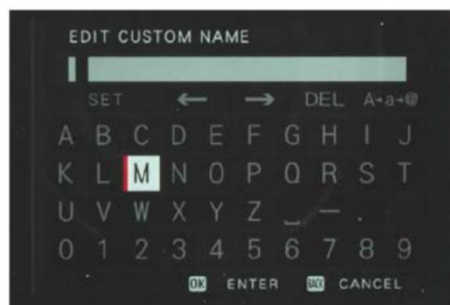 EDIT CUSTOM NAME
SET ← → DEL A→a→@
A B C D E F G H I J
K L M N O P Q R S T
U V W X Y Z ␣ — .
0 1 2 3 4 5 6 7 8 9
OK ENTER BACK CANCEL